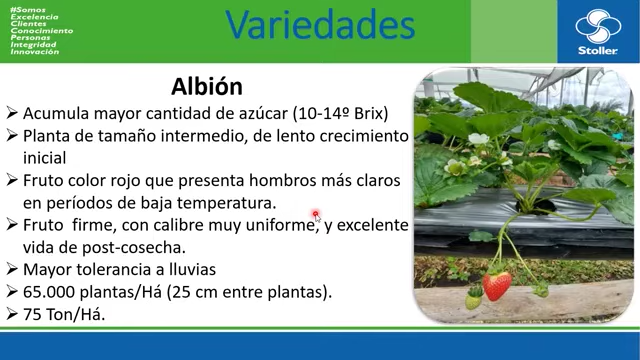 #Somos
Excelencia
Clientes
Conocimiento
Personas
Integridad
Innovación
Variedades
Stoller
Albión
➢ Acumula mayor cantidad de azúcar (10-14º Brix)
➢ Planta de tamaño intermedio, de lento crecimiento
inicial
➢ Fruto color rojo que presenta hombros más claros
en períodos de baja temperatura.
➢ Fruto  firme, con calibre muy uniforme, y excelente
vida de post-cosecha.
➢ Mayor tolerancia a lluvias
➢ 65.000 plantas/Há (25 cm entre plantas).
➢ 75 Ton/Há.